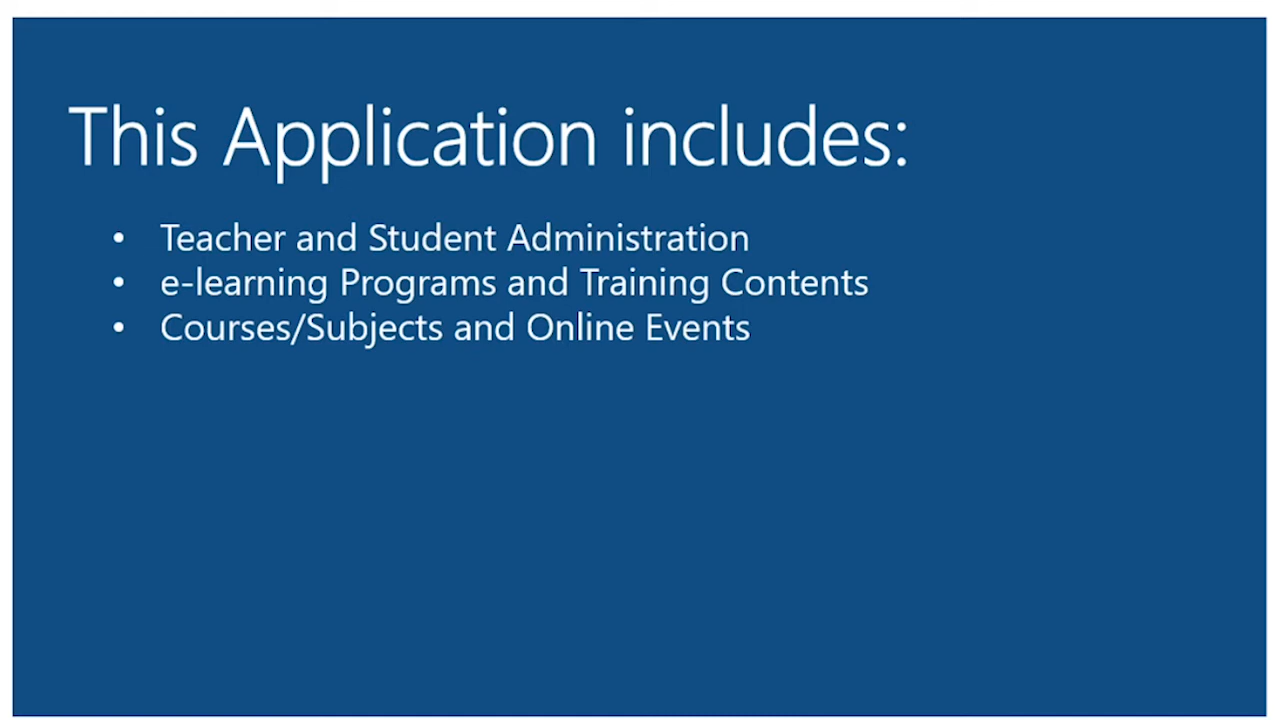 This Application includes:
• Teacher and Student Administration
• e-learning Programs and Training Contents
• Courses/Subjects and Online Events